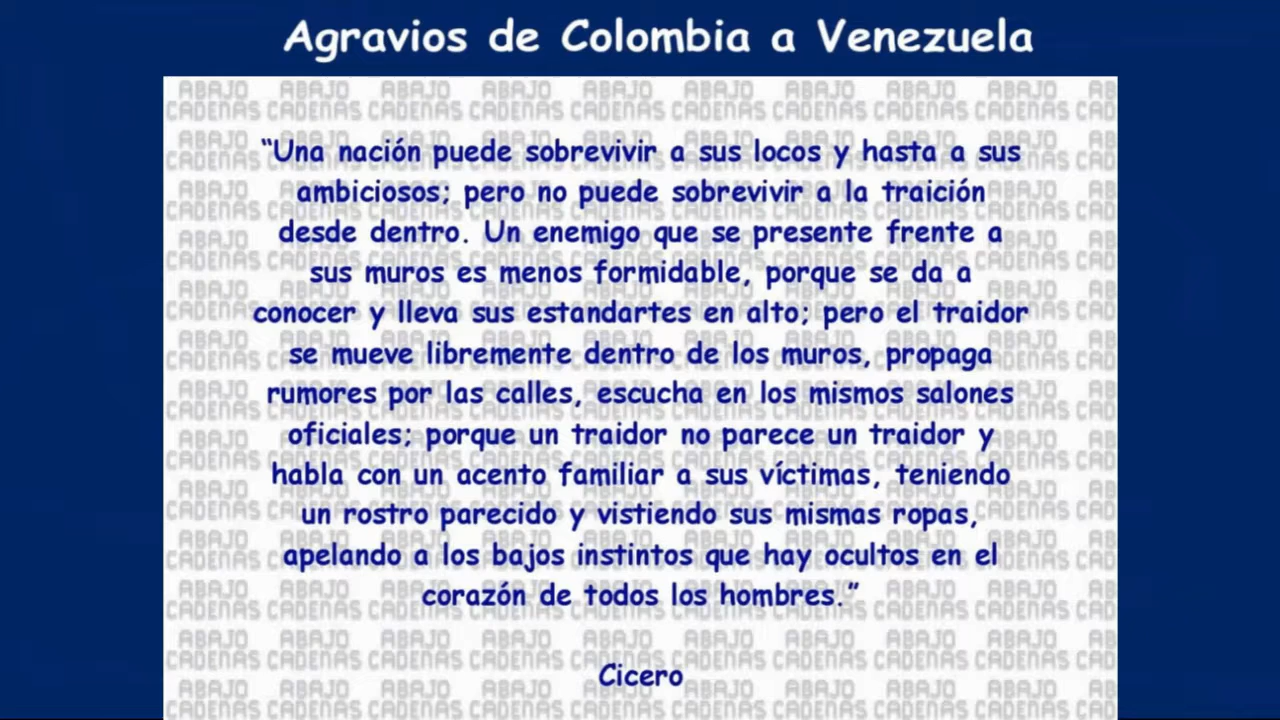 Agravios de Colombia a Venezuela
“Una nación puede sobrevivir a sus locos y hasta a sus
ambiciosos; pero no puede sobrevivir a la traición
desde dentro. Un enemigo que se presente frente a
sus muros es menos formidable, porque se da a
conocer y lleva sus estandartes en alto; pero el traidor
se mueve libremente dentro de los muros, propaga
rumores por las calles, escucha en los mismos salones
oficiales; porque un traidor no parece un traidor y
habla con un acento familiar a sus víctimas, teniendo
un rostro parecido y vistiendo sus mismas ropas,
apelando a los bajos instintos que hay ocultos en el
corazón de todos los hombres.”
Cicero
ABAJO CADENAS